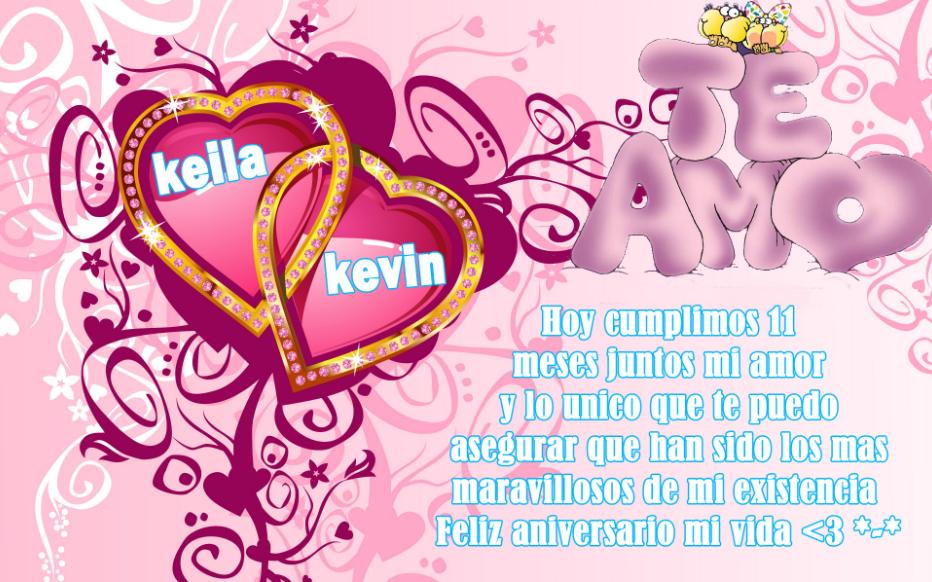 keila
kevin
TE
AMO
Hoy cumplimos 11
meses juntos mi amor
y lo unico que te puedo
asegurar que han sido los mas
maravillosos de mi existencia
Feliz aniversario mi vida <3 *-*